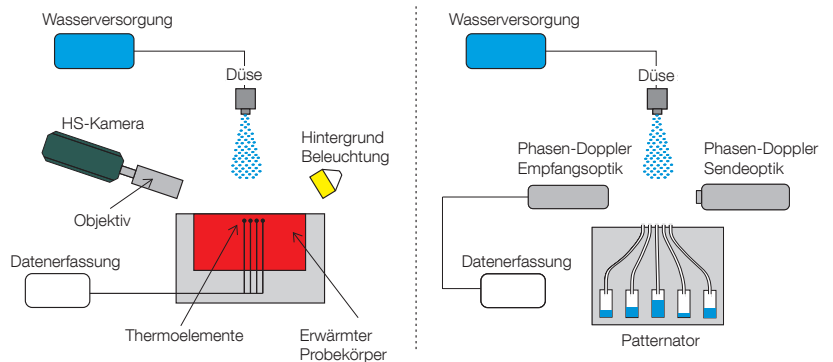 Wasserversorgung
Düse
HS-Kamera
Hintergrund
Beleuchtung
Objektiv
Datenerfassung
Thermoelemente
Erwärmter
Probekörper
Wasserversorgung
Düse
Phasen-Doppler
Empfangsoptik
Phasen-Doppler
Sendeoptik
Datenerfassung
Patternator